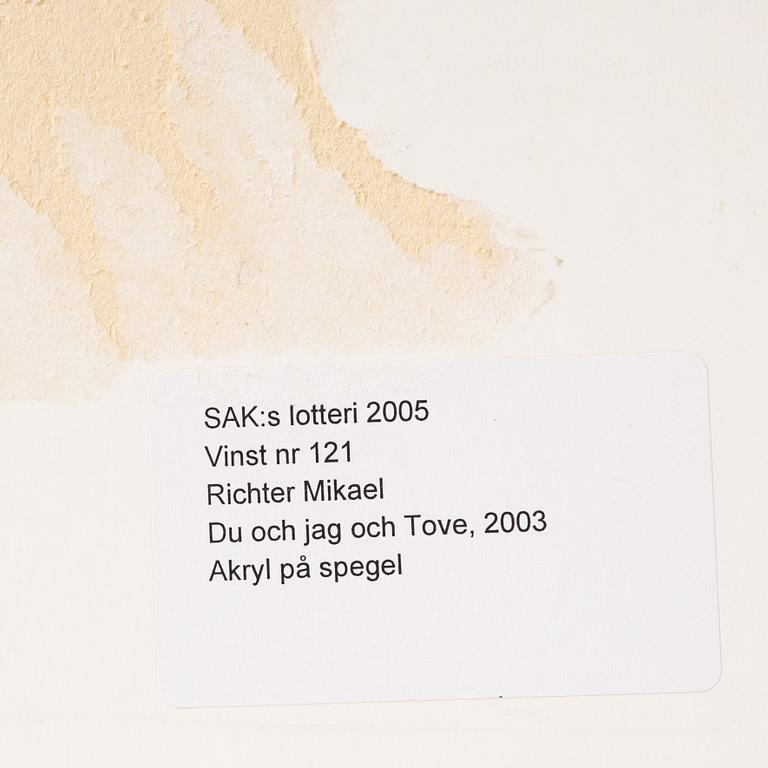 SAK:s lotteri 2005
Vinst nr 121
Richter Mikael
Du och jag och Tove, 2003
Akryl på spegel